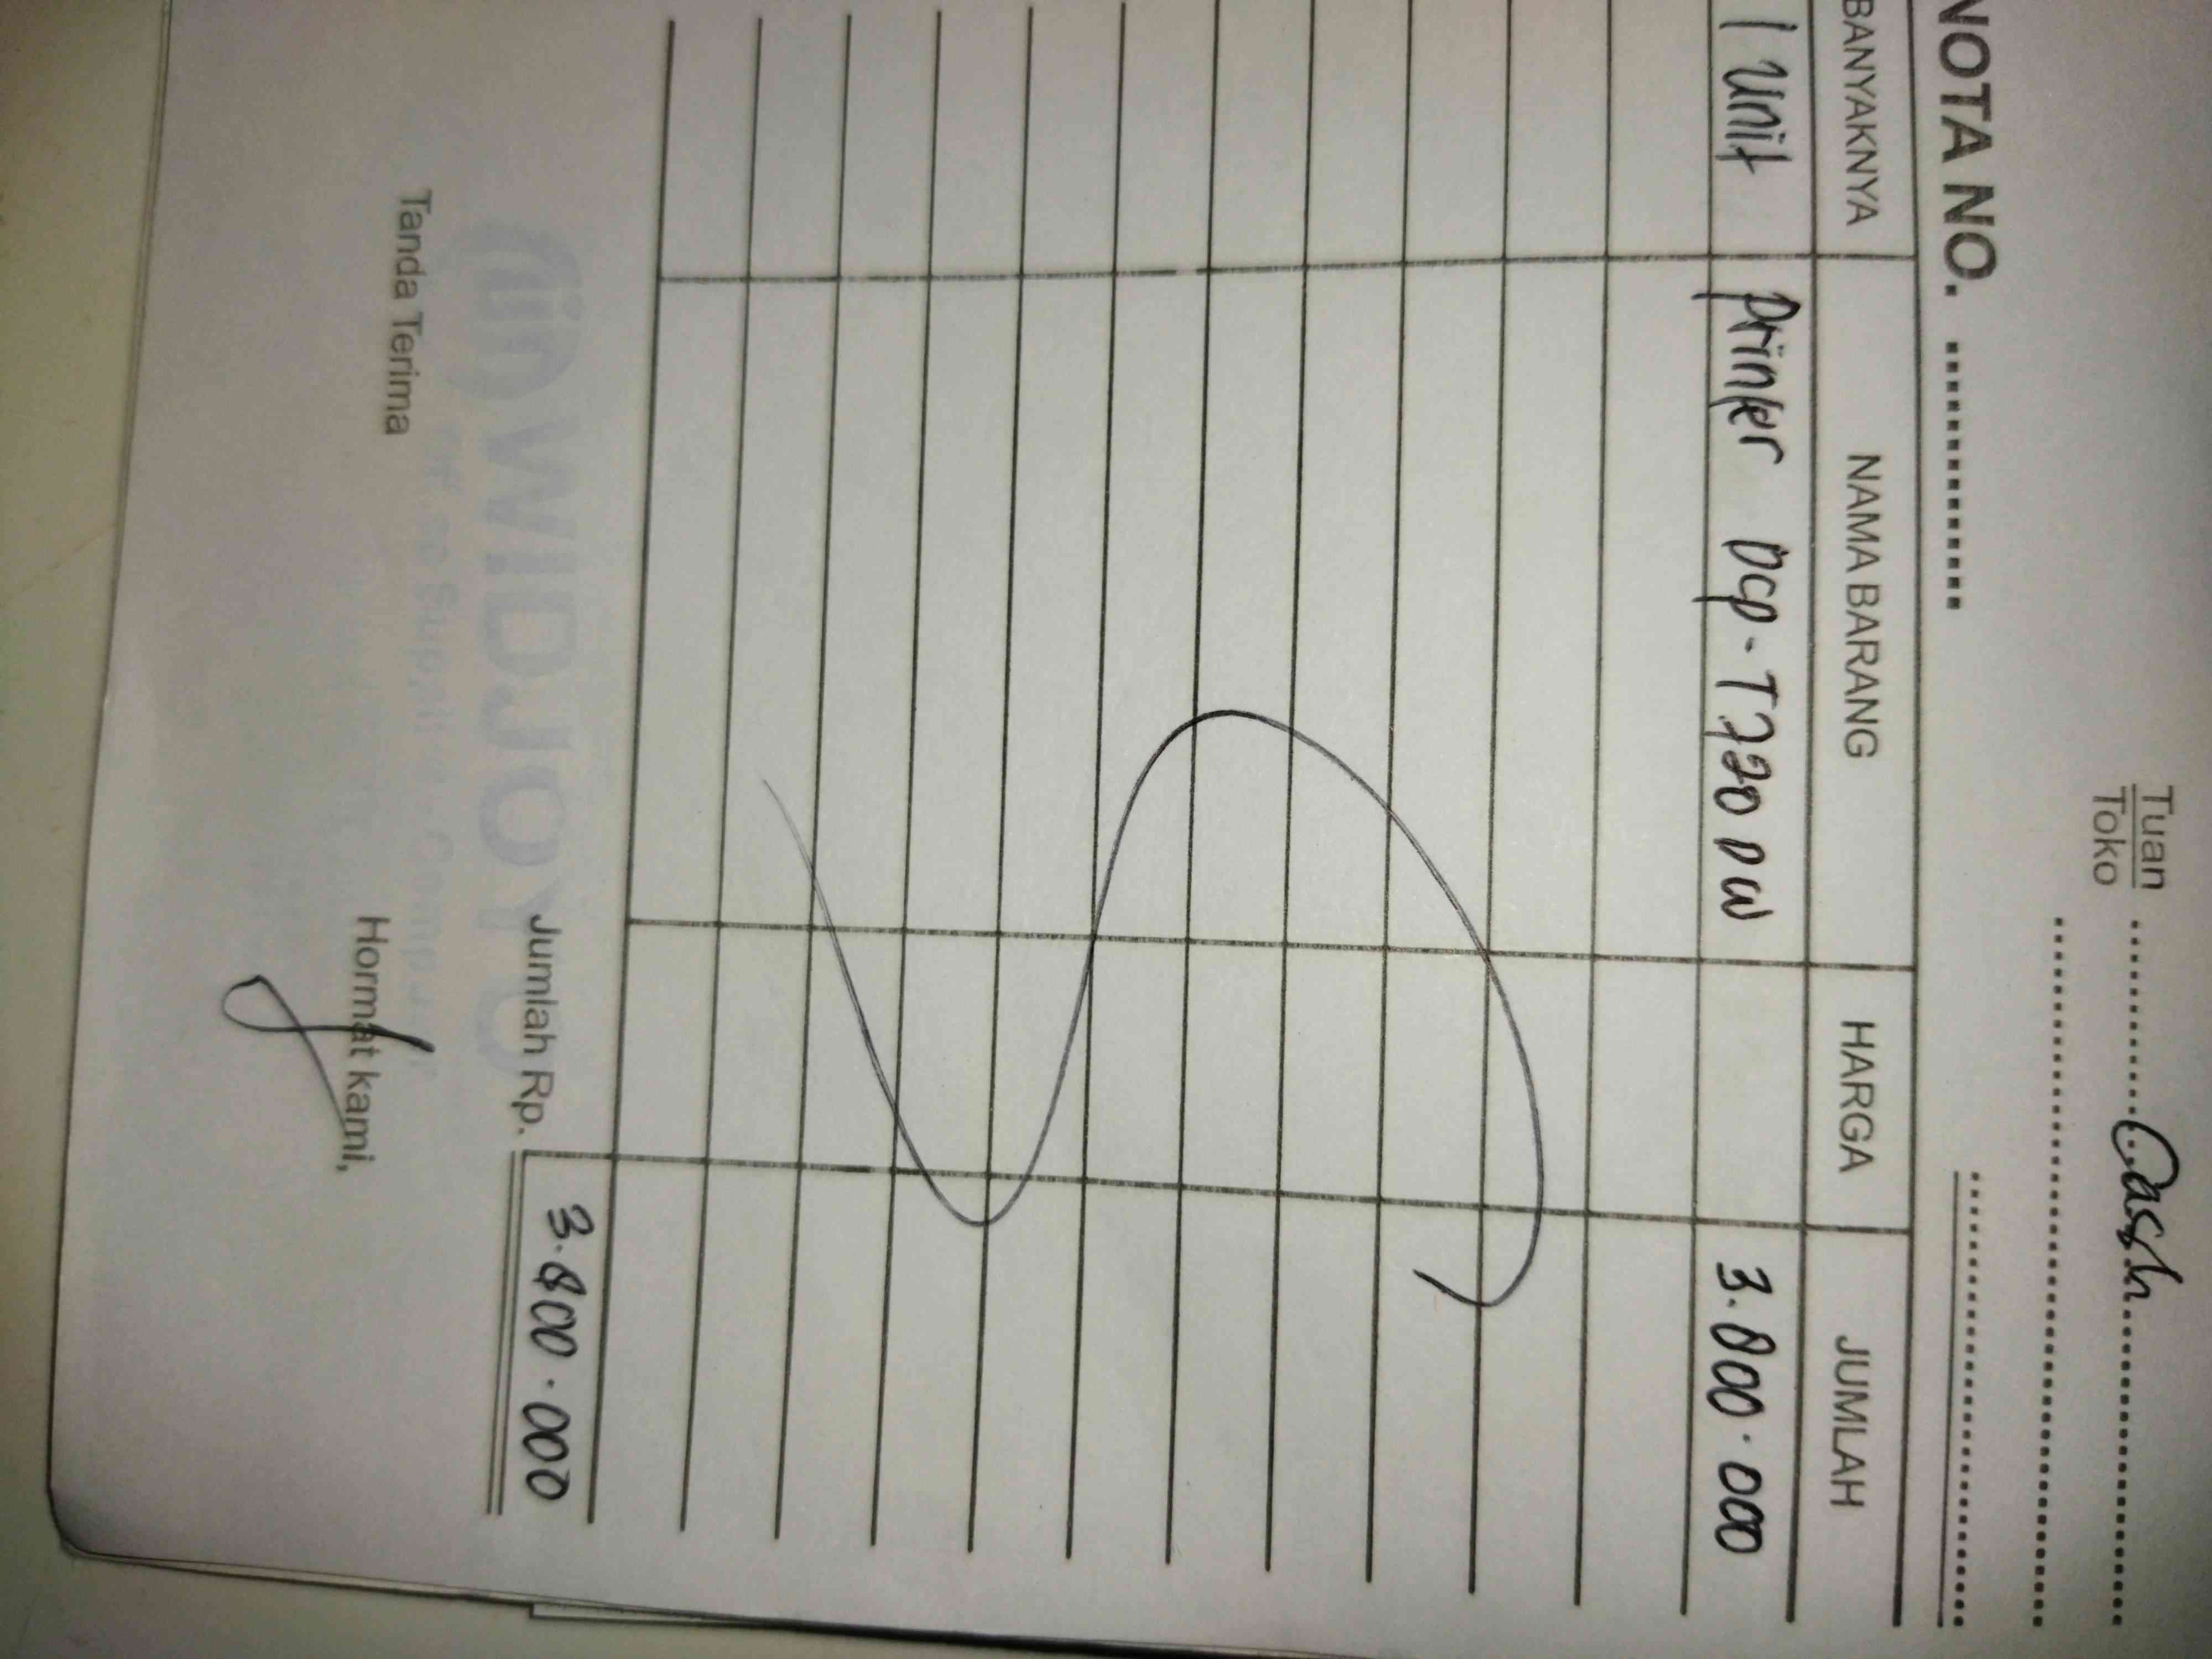 Tuan
Toko
Cash
NOTA NO.
BANYAKNYA NAMA BARANG HARGA JUMLAH
1 Unit Printer DCP-T720 DW 3.800.000
Jumlah Rp. 3.800.000
Tanda Terima Hormat kami,
WIDJOYO